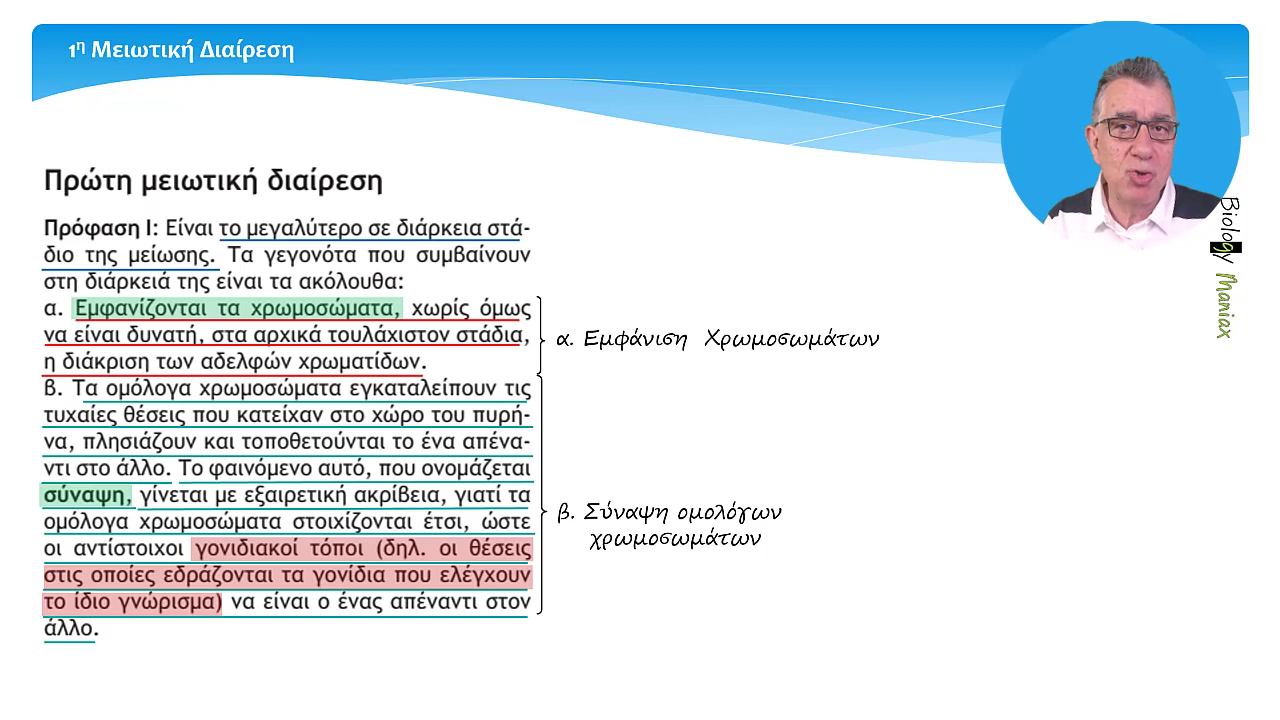 1η Μειωτική Διαίρεση
Πρώτη μειωτική διαίρεση
Πρόφαση Ι: Είναι το μεγαλύτερο σε διάρκεια στά-
διο της μείωσης. Τα γεγονότα που συμβαίνουν
στη διάρκειά της είναι τα ακόλουθα:
α. Εμφανίζονται τα χρωμοσώματα, χωρίς όμως
να είναι δυνατή, στα αρχικά τουλάχιστον στάδια,
η διάκριση των αδελφών χρωματίδων.
β. Τα ομόλογα χρωμοσώματα εγκαταλείπουν τις
τυχαίες θέσεις που κατείχαν στο χώρο του πυρή-
να, πλησιάζουν και τοποθετούνται το ένα απένα-
ντι στο άλλο. Το φαινόμενο αυτό, που ονομάζεται
σύναψη, γίνεται με εξαιρετική ακρίβεια, γιατί τα
ομόλογα χρωμοσώματα στοιχίζονται έτσι, ώστε
οι αντίστοιχοι γονιδιακοί τόποι (δηλ. οι θέσεις
στις οποίες εδράζονται τα γονίδια που ελέγχουν
το ίδιο γνώρισμα) να είναι ο ένας απέναντι στον
άλλο.
α. Εμφάνιση Χρωμοσωμάτων
β. Σύναψη ομολόγων
χρωμοσωμάτων
Biology Maniax